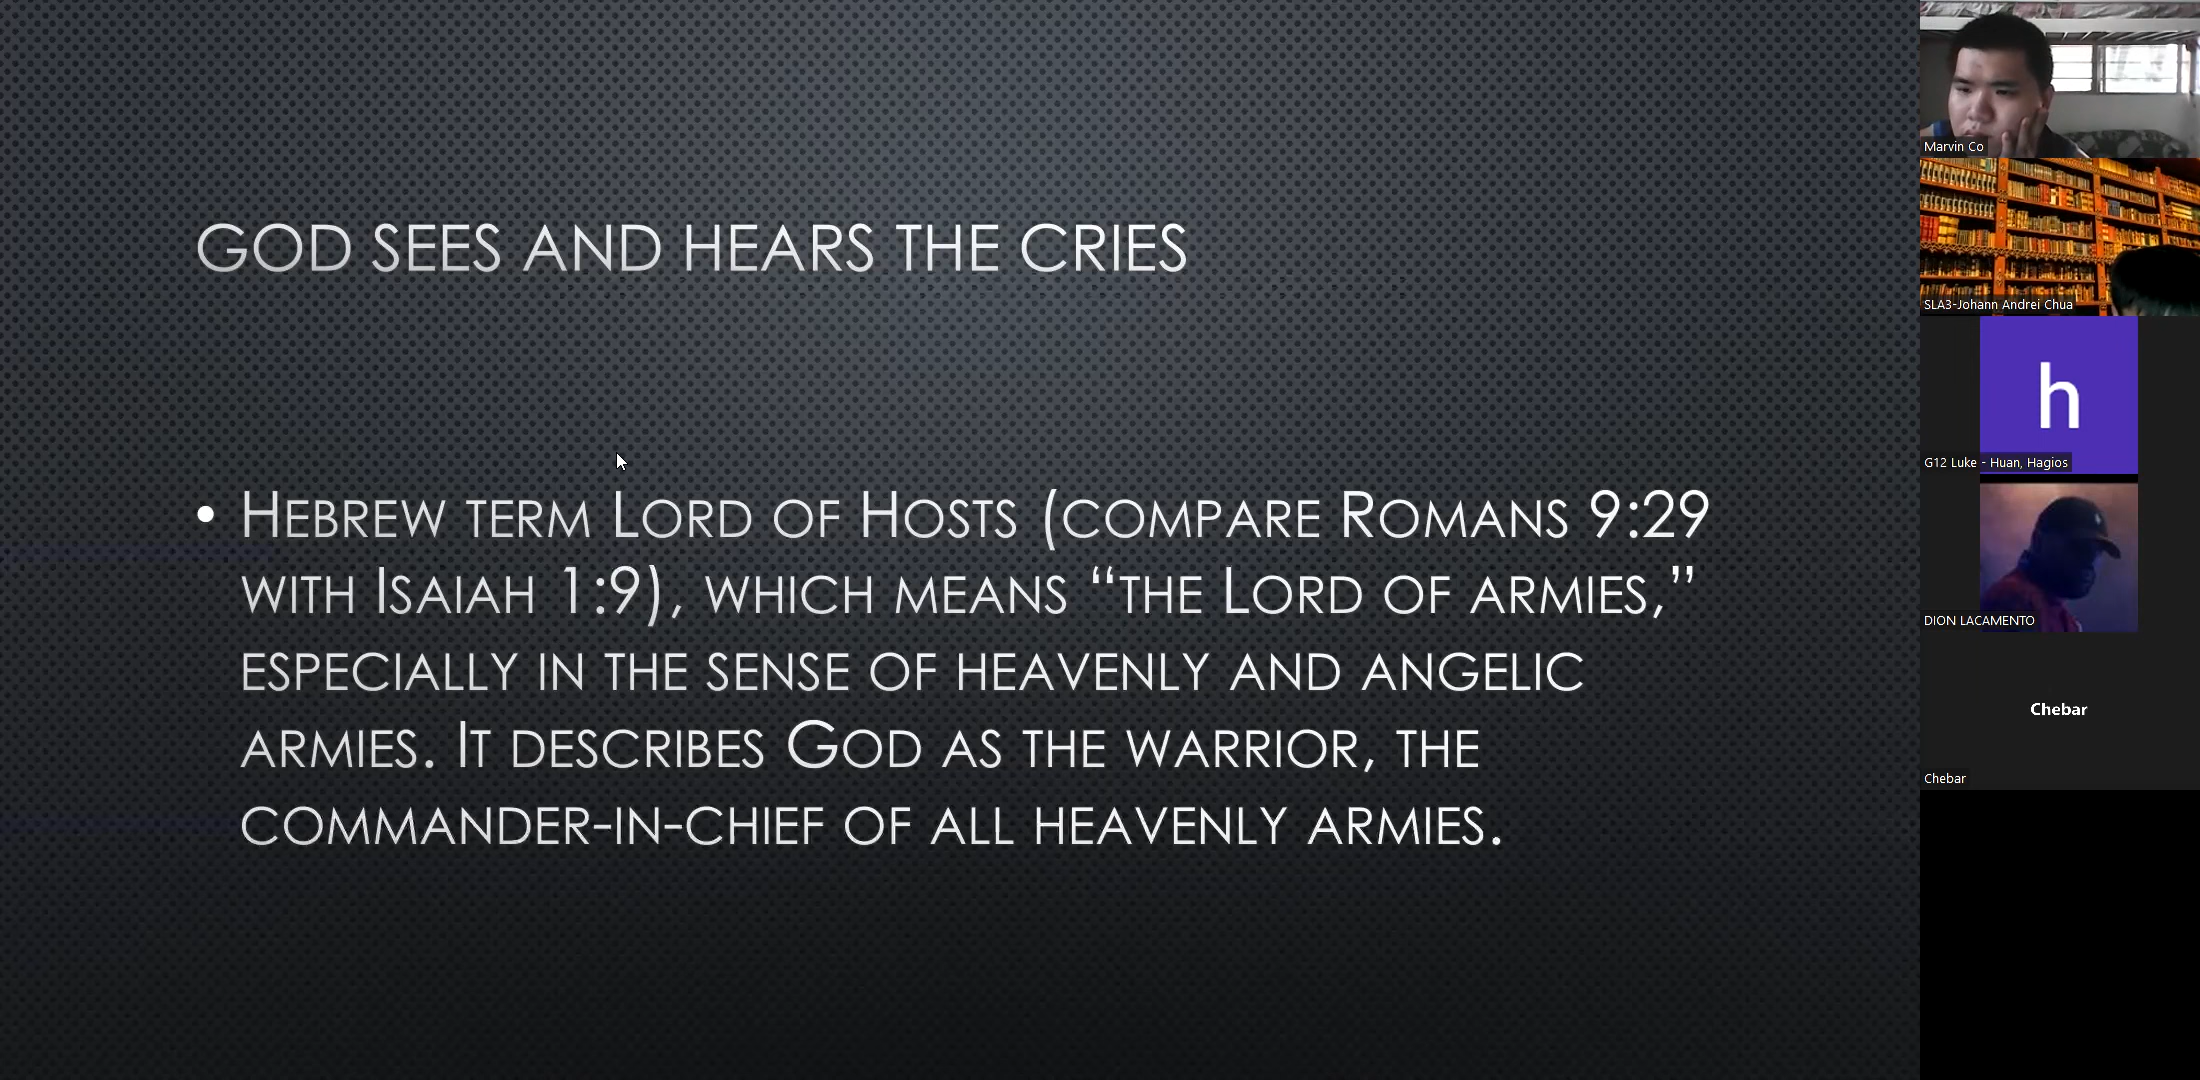 GOD SEES AND HEARS THE CRIES
• HEBREW TERM LORD OF HOSTS (COMPARE ROMANS 9:29
WITH ISAIAH 1:9), WHICH MEANS “THE LORD OF ARMIES,”
ESPECIALLY IN THE SENSE OF HEAVENLY AND ANGELIC
ARMIES. IT DESCRIBES GOD AS THE WARRIOR, THE
COMMANDER-IN-CHIEF OF ALL HEAVENLY ARMIES.
Marvin Co
SLA3-Johann Andrei Chua
h
G12 Luke - Huan, Hagios
DION LACAMENTO
Chebar
Chebar